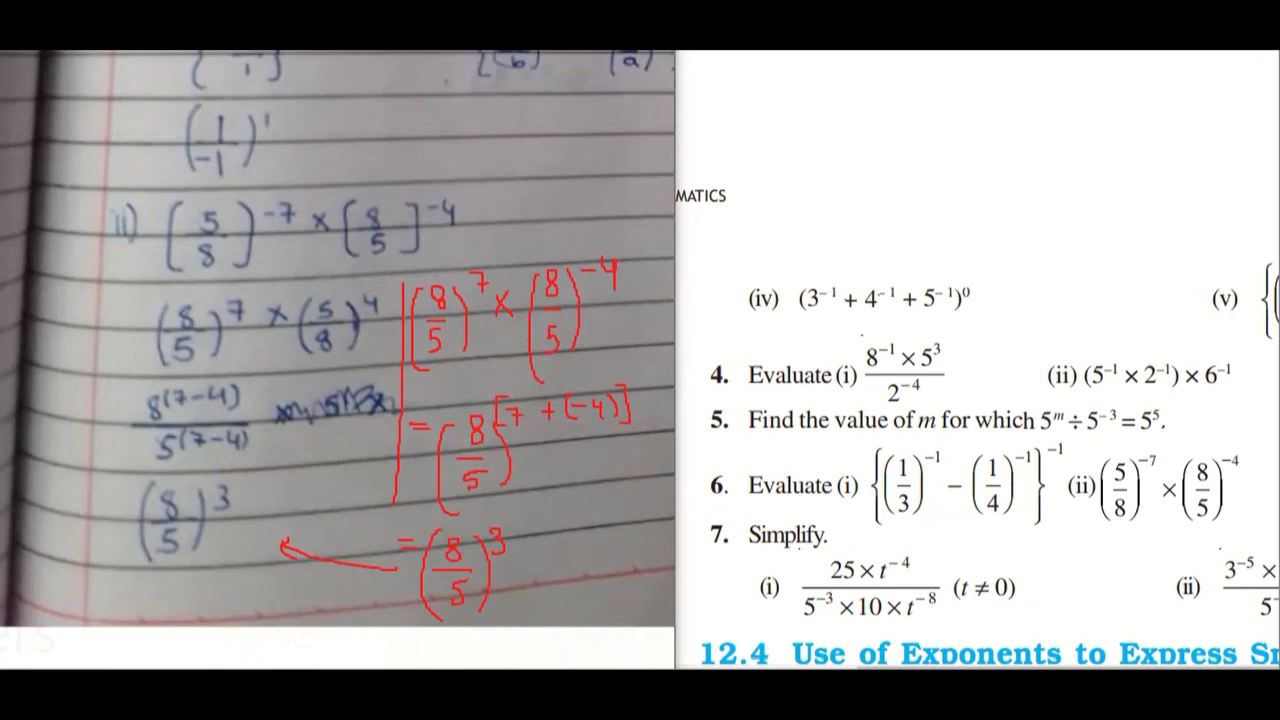 (1/-1)^1
ii) [5/8)^-7 × [8/5]^-4
(8/5)^7 × (5/8)^4
8(7-4)/5(7-4)
(8/5)^3
(8/5)^7 × (8/5)^-4
= (8/5)^[7 + (-4)]
= (8/5)^3
MATICS
(iv) (3⁻¹ + 4⁻¹ + 5⁻¹)⁰ (v) {(
4. Evaluate (i) (8⁻¹ × 5³)/2⁻⁴ (ii) (5⁻¹ × 2⁻¹) × 6⁻¹
5. Find the value of m for which 5ᵐ ÷ 5⁻³ = 5⁵.
6. Evaluate (i) {(1/3)⁻¹ − (1/4)⁻¹}⁻¹ (ii) (5/8)⁻⁷ × (8/5)⁻⁴
7. Simplify.
(i) (25 × t⁻⁴)/(5⁻³ × 10 × t⁻⁸) (t ≠ 0) (ii) 3⁻⁵ ×/5
12.4 Use of Exponents to Express